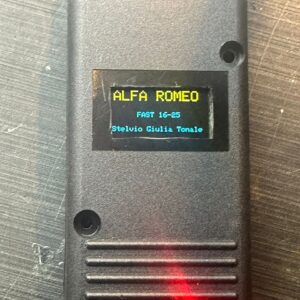 ALFA ROMEO
FAST 16-25
Stelvio Giulia Tonale